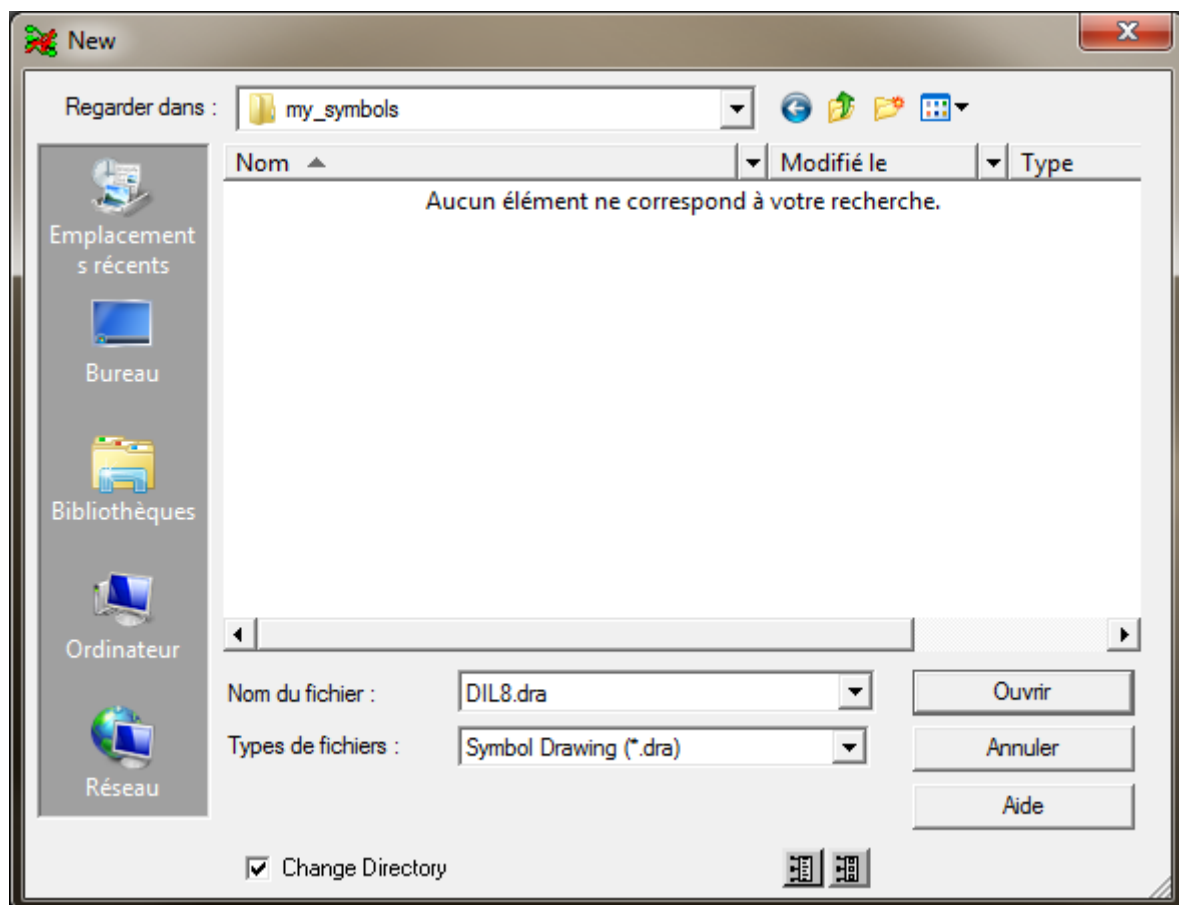 New
Regarder dans :
my_symbols
Nom
Modifié le
Type
Aucun élément ne correspond à votre recherche.
Emplacement
s récents
Bureau
Bibliothèques
Ordinateur
Réseau
Nom du fichier :
DIL8.dra
Ouvrir
Types de fichiers :
Symbol Drawing (*.dra)
Annuler
Aide
Change Directory